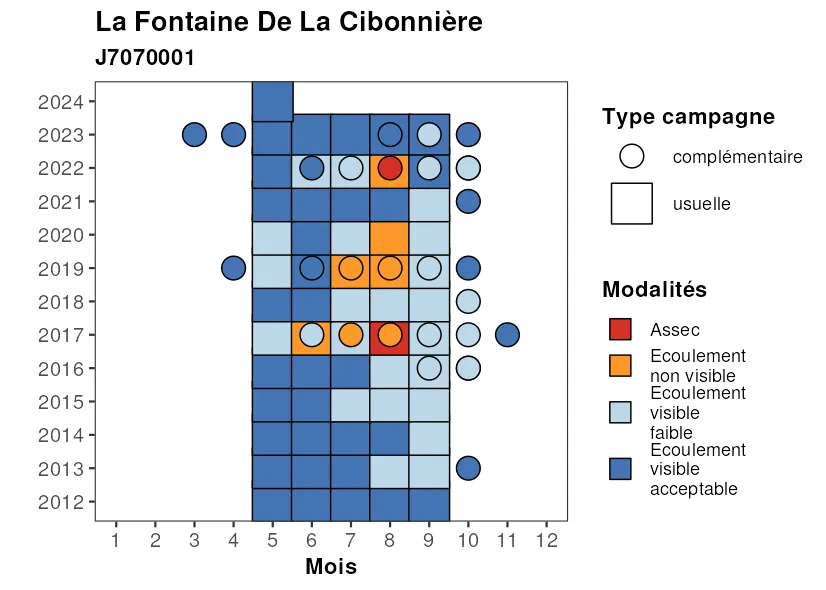 La Fontaine De La Cibonnière
J7070001
2024
2023
2022
2021
2020
2019
2018
2017
2016
2015
2014
2013
2012
1 2 3 4 5 6 7 8 9 10 11 12
Mois
Type campagne
complémentaire
usuelle
Modalités
Assec
Ecoulement
non visible
Ecoulement
visible
faible
Ecoulement
visible
acceptable